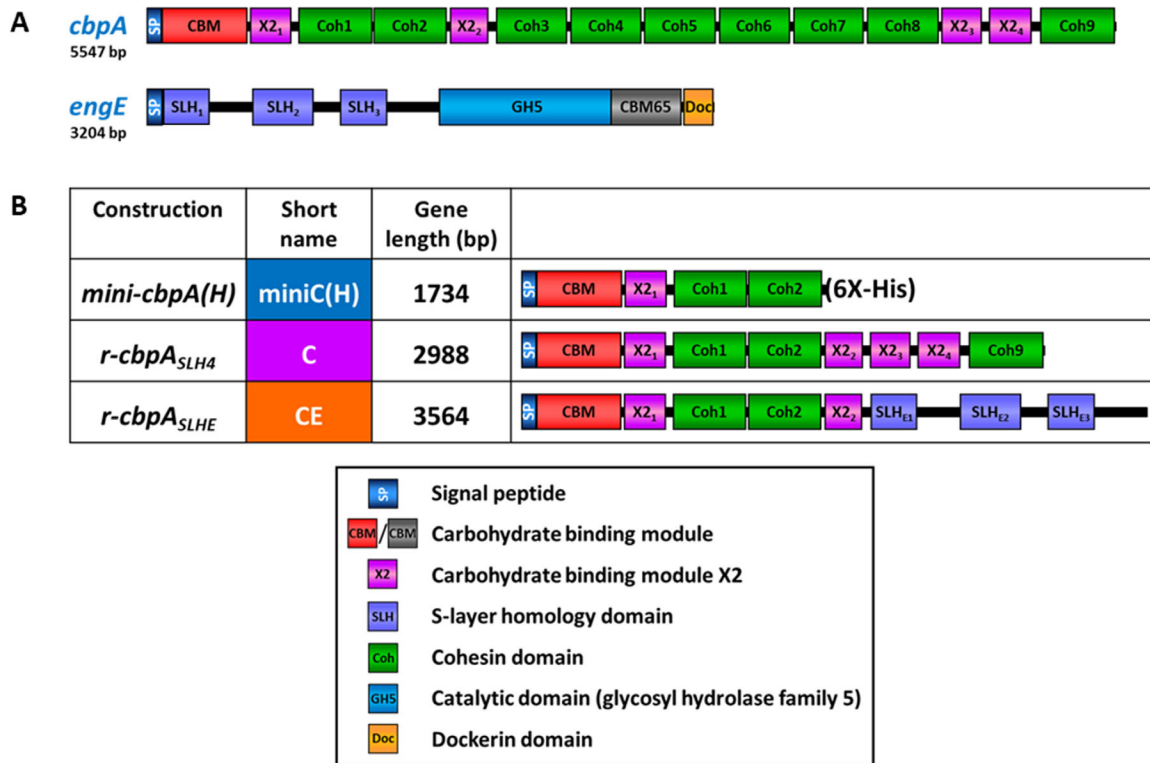 A
cbpA
5547 bp
SP CBM X2₁ Coh1 Coh2 X2₂ Coh3 Coh4 Coh5 Coh6 Coh7 Coh8 X2₃ X2₄ Coh9
engE
3204 bp
SP SLH₁ SLH₂ SLH₃ GH5 CBM65 Doc
B
Construction Short name Gene length (bp)
mini-cbpA(H) miniC(H) 1734 SP CBM X2₁ Coh1 Coh2 (6X-His)
r-cbpA_SLH4 C 2988 SP CBM X2₁ Coh1 Coh2 X2₂ X2₃ X2₄ Coh9
r-cbpA_SLHE CE 3564 SP CBM X2₁ Coh1 Coh2 X2₂ SLH_E1 SLH_E2 SLH_E3
SP Signal peptide
CBM/CBM Carbohydrate binding module
X2 Carbohydrate binding module X2
SLH S-layer homology domain
Coh Cohesin domain
GH5 Catalytic domain (glycosyl hydrolase family 5)
Doc Dockerin domain